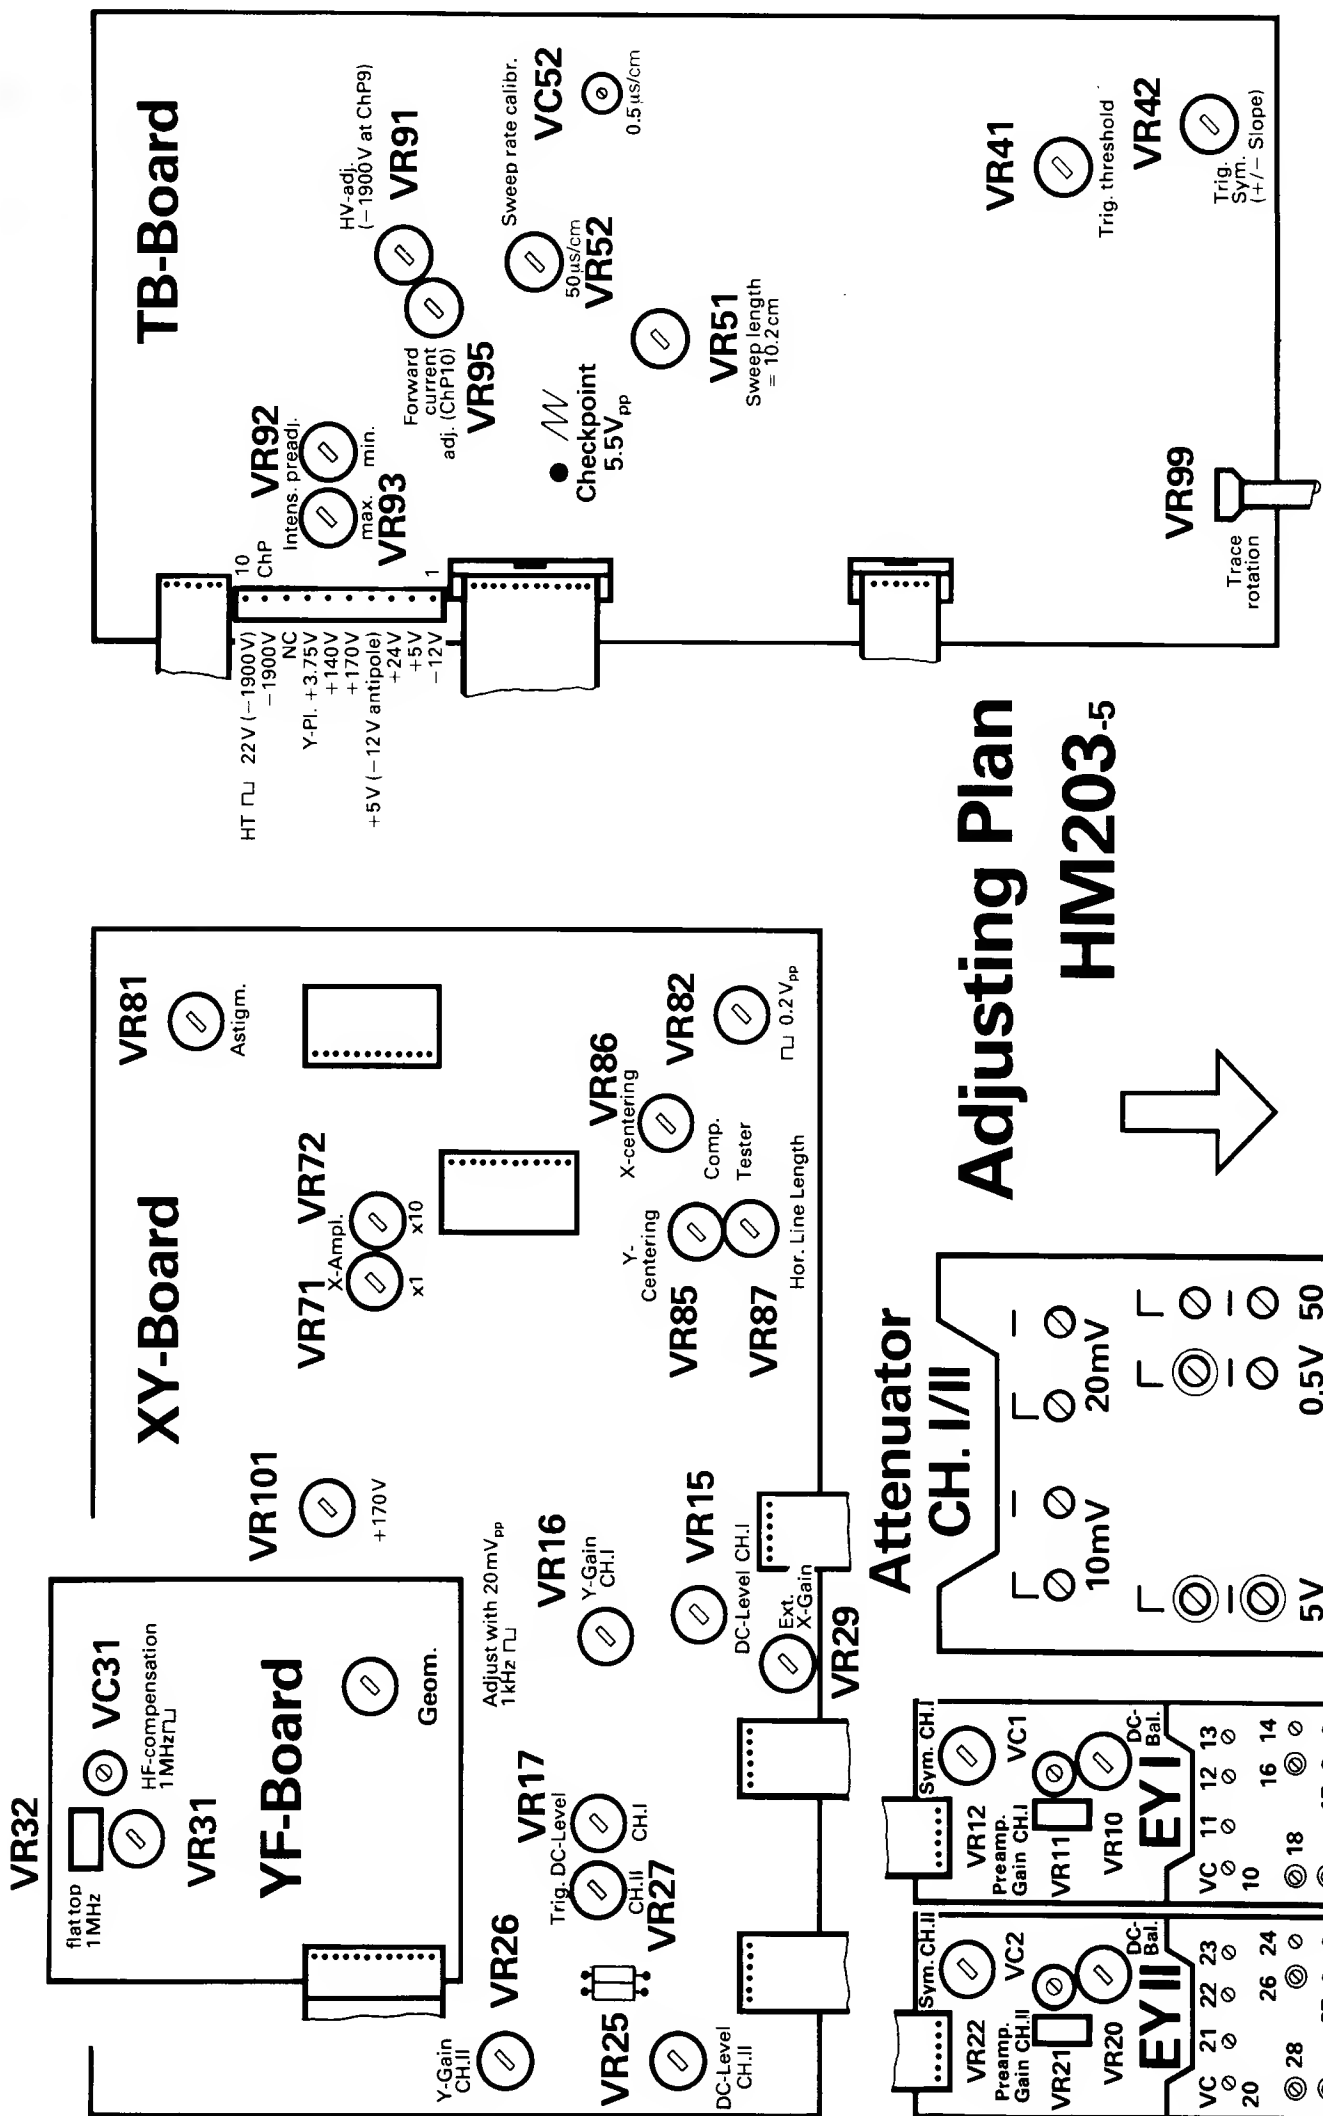 TB-Board
HV-adj.
(−1900V at ChP9)
VR91
Sweep rate calibr.
VC52
0.5µs/cm
50µs/cm
VR52
Forward
current
adj. (ChP10)
VR95
VR92
Intens. preadj.
min.
max.
VR93
10
ChP
1
HT ⊓⊔ 22V (−1900V)
−1900V
NC
Y-Pl. +3.75V
+140V
+170V
+5V (−12V antipole)
+24V
+5V
−12V
Checkpoint
5.5Vpp
VR51
Sweep length
= 10.2cm
VR41
Trig. threshold
VR42
Trig.
Sym.
(+/− Slope)
VR99
Trace
rotation
XY-Board
VR81
Astigm.
VR72
X-Ampl.
x10
VR71
x1
VR101
+170V
VR86
X-centering
Comp.
Tester
VR82
⊓⊔ 0.2Vpp
Y-
Centering
VR85
VR87
Hor. Line Length
VR32
flat top
1MHz
VC31
HF-compensation
1MHz⊓⊔
VR31
YF-Board
Geom.
Adjust with 20mVpp
1kHz ⊓⊔
VR16
Y-Gain
CH.I
VR15
DC-Level CH.I
Ext.
X-Gain
VR29
VR17
Trig. DC-Level
CH.I
CH.II
VR27
VR26
Y-Gain
CH.II
VR25
DC-Level
CH.II
Adjusting Plan
HM203-5
Attenuator
CH. I/II
10mV
20mV
5V
0.5V
50
Sym. CH.I
VR12
VC1
Preamp.
Gain CH.I
VR11
VR10
DC-
Bal.
EY I
VC
11
12
13
10
16
14
18
Sym. CH.II
VR22
VC2
Preamp.
Gain CH.II
VR21
VR20
DC-
Bal.
EY II
VC
21
22
23
20
26
24
28